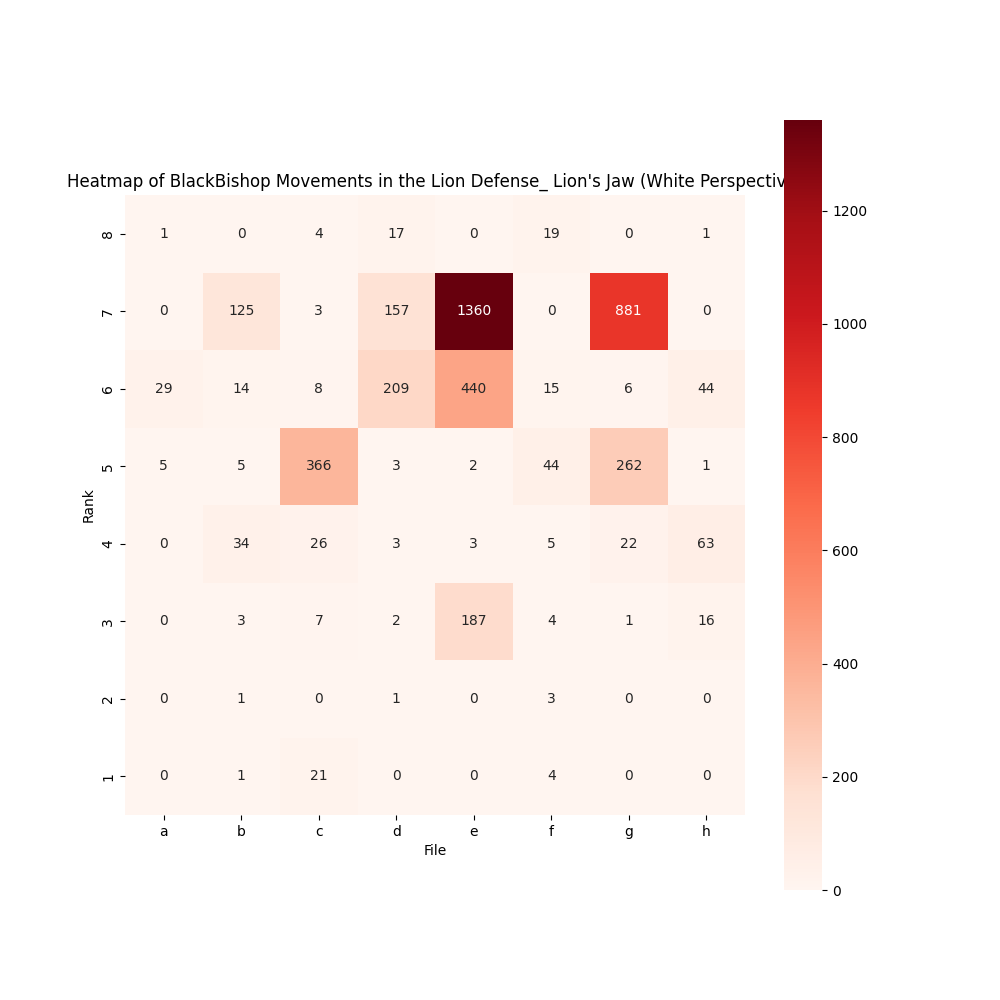 Heatmap of BlackBishop Movements in the Lion Defense_ Lion's Jaw (White Perspectiv
8 1 0 4 17 0 19 0 1
7 0 125 3 157 1360 0 881 0
6 29 14 8 209 440 15 6 44
5 5 5 366 3 2 44 262 1
4 0 34 26 3 3 5 22 63
3 0 3 7 2 187 4 1 16
2 0 1 0 1 0 3 0 0
1 0 1 21 0 0 4 0 0
a b c d e f g h
File
Rank
1200
1000
800
600
400
200
0